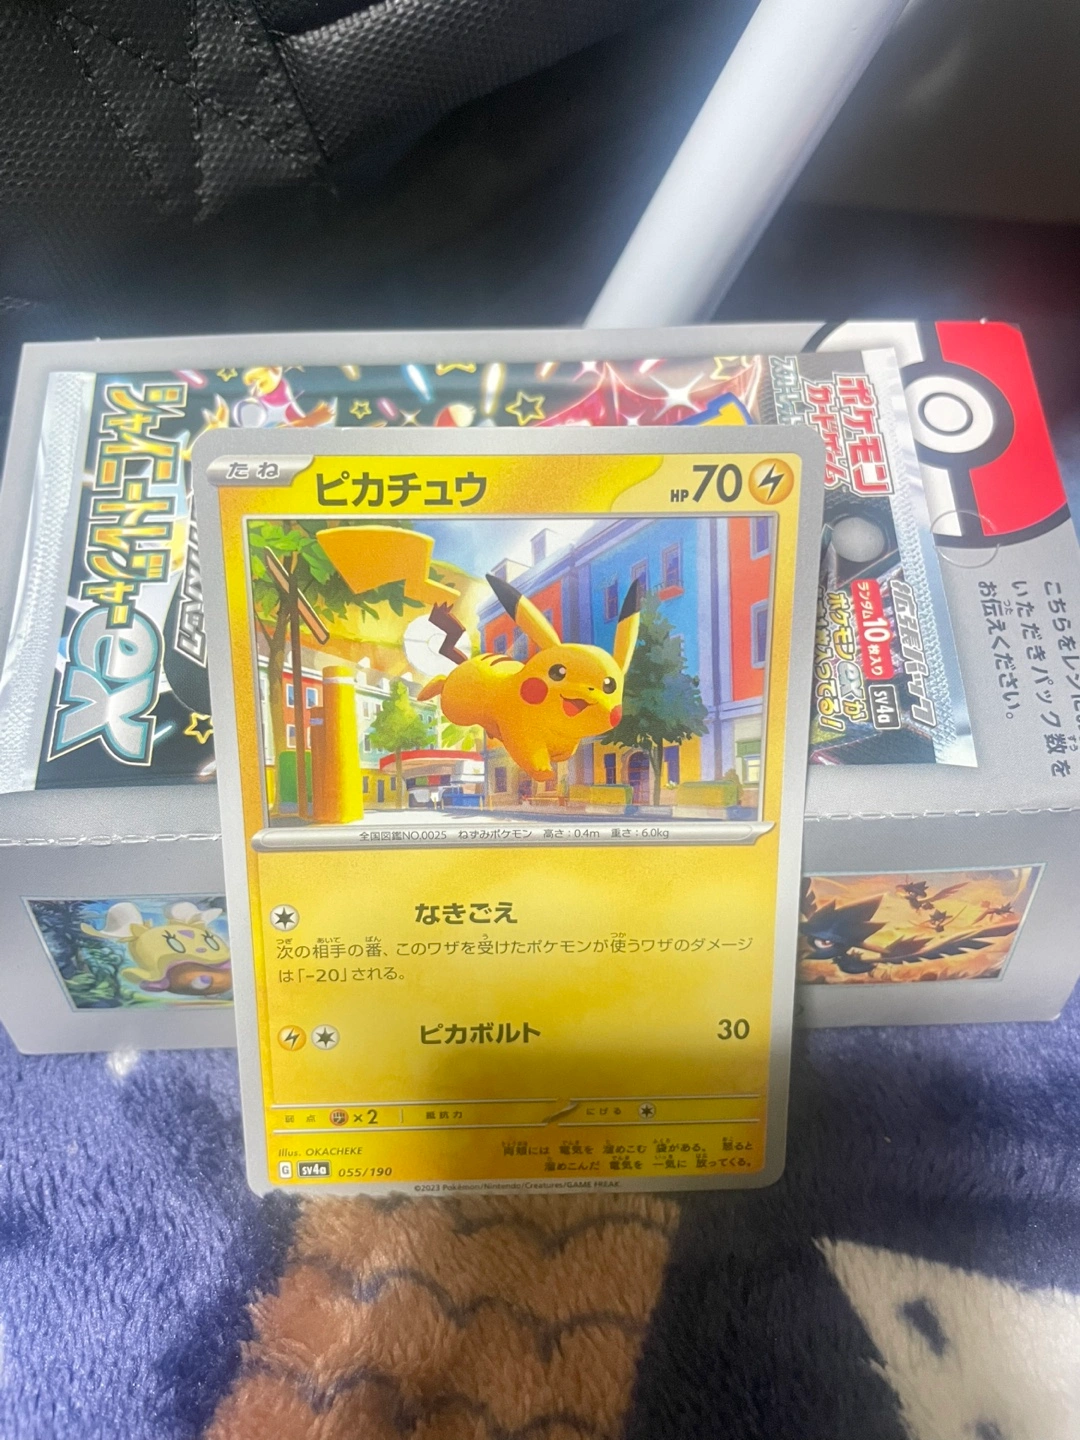 たね
ピカチュウ
HP 70
全国図鑑NO.0025 ねずみポケモン 高さ:0.4m 重さ:6.0kg
なきごえ
次の相手の番、このワザを受けたポケモンが使うワザのダメージ
は「-20」される。
ピカボルト 30
弱点 ×2 抵抗力 にげる
Illus. OKACHEKE
両頬には 電気を 溜めこむ 袋がある。 怒ると
溜めこんだ 電気を 一気に 放ってくる。
G sv4a 055/190
©2023 Pokémon/Nintendo/Creatures/GAME FREAK
シャイニートレジャーex
ポケモン
カードゲーム
拡張パック
ランダム10枚入り
sv4a
ポケモンexが
こちらをレジに
いただきパック数を
お伝えください。